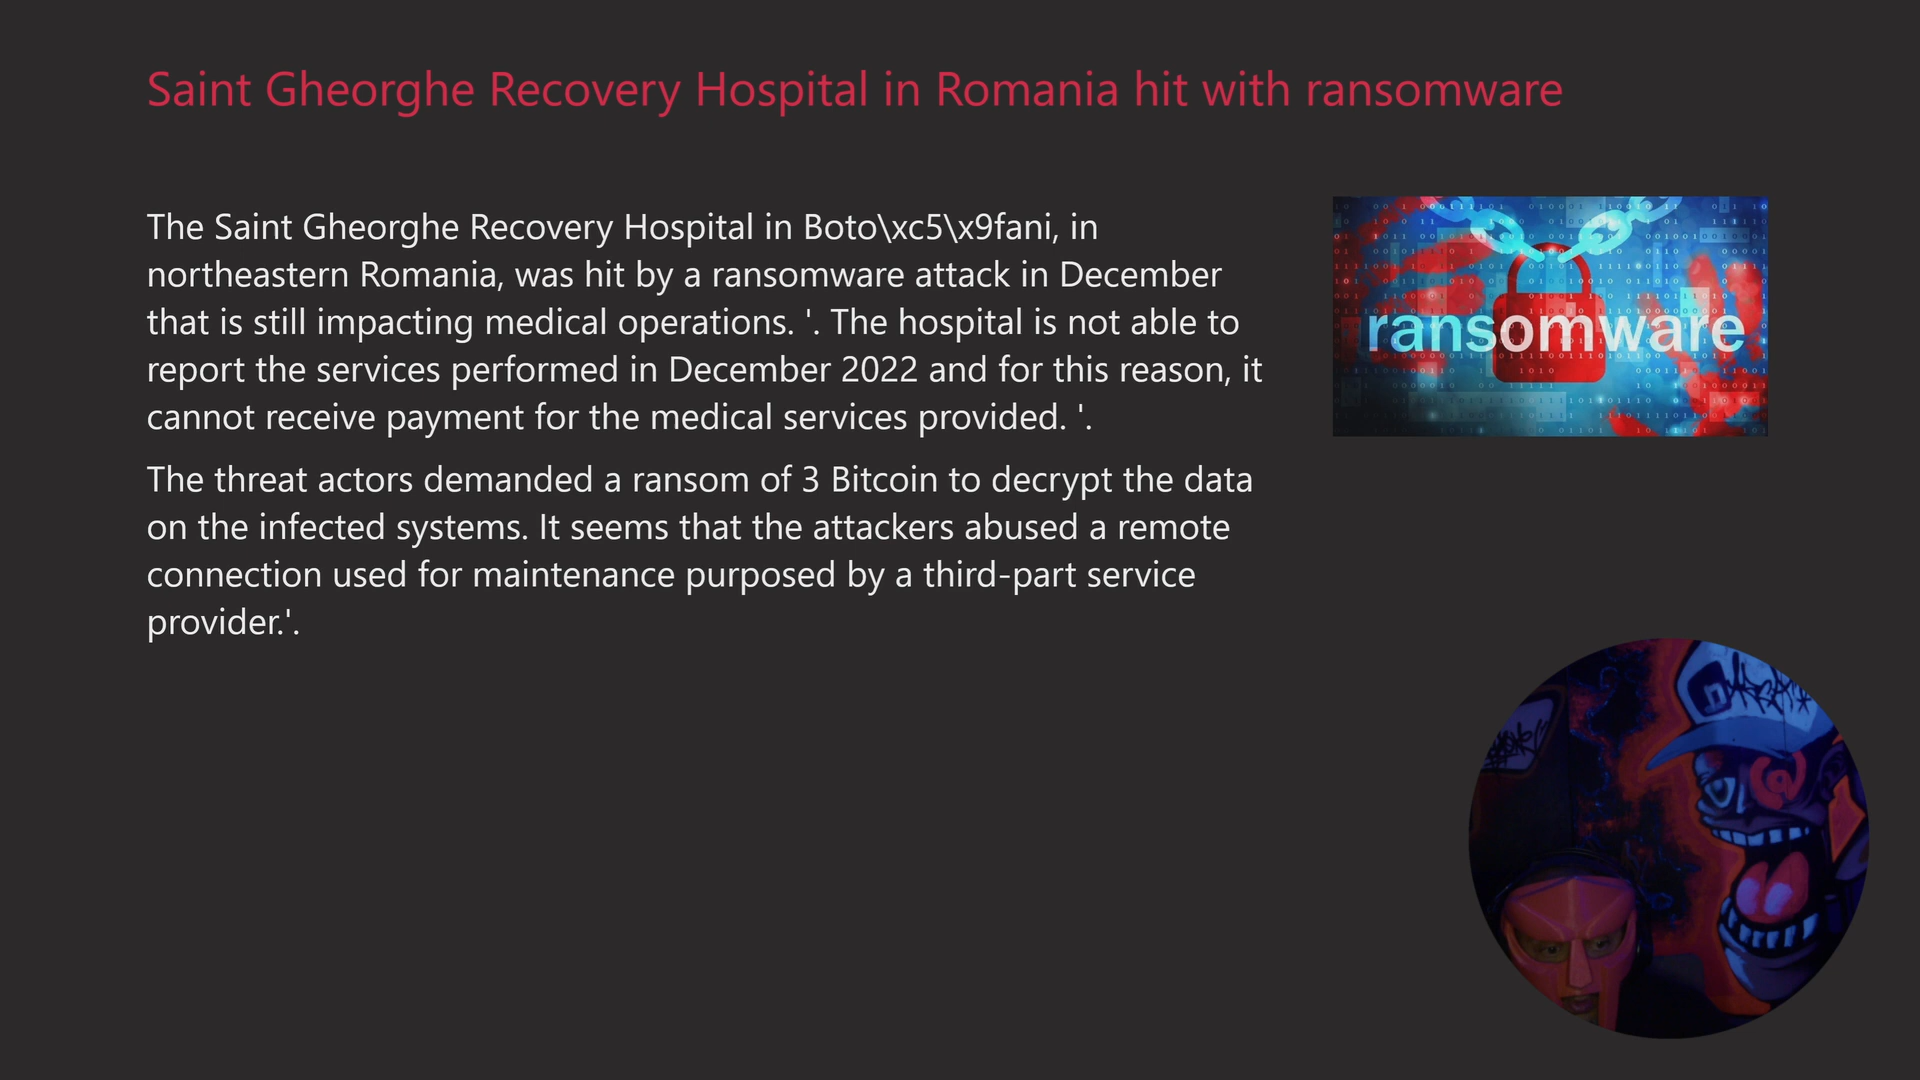 Saint Gheorghe Recovery Hospital in Romania hit with ransomware
The Saint Gheorghe Recovery Hospital in Boto\xc5\x9fani, in
northeastern Romania, was hit by a ransomware attack in December
that is still impacting medical operations. '. The hospital is not able to
report the services performed in December 2022 and for this reason, it
cannot receive payment for the medical services provided. '.
The threat actors demanded a ransom of 3 Bitcoin to decrypt the data
on the infected systems. It seems that the attackers abused a remote
connection used for maintenance purposed by a third-part service
provider.'.
ransomware